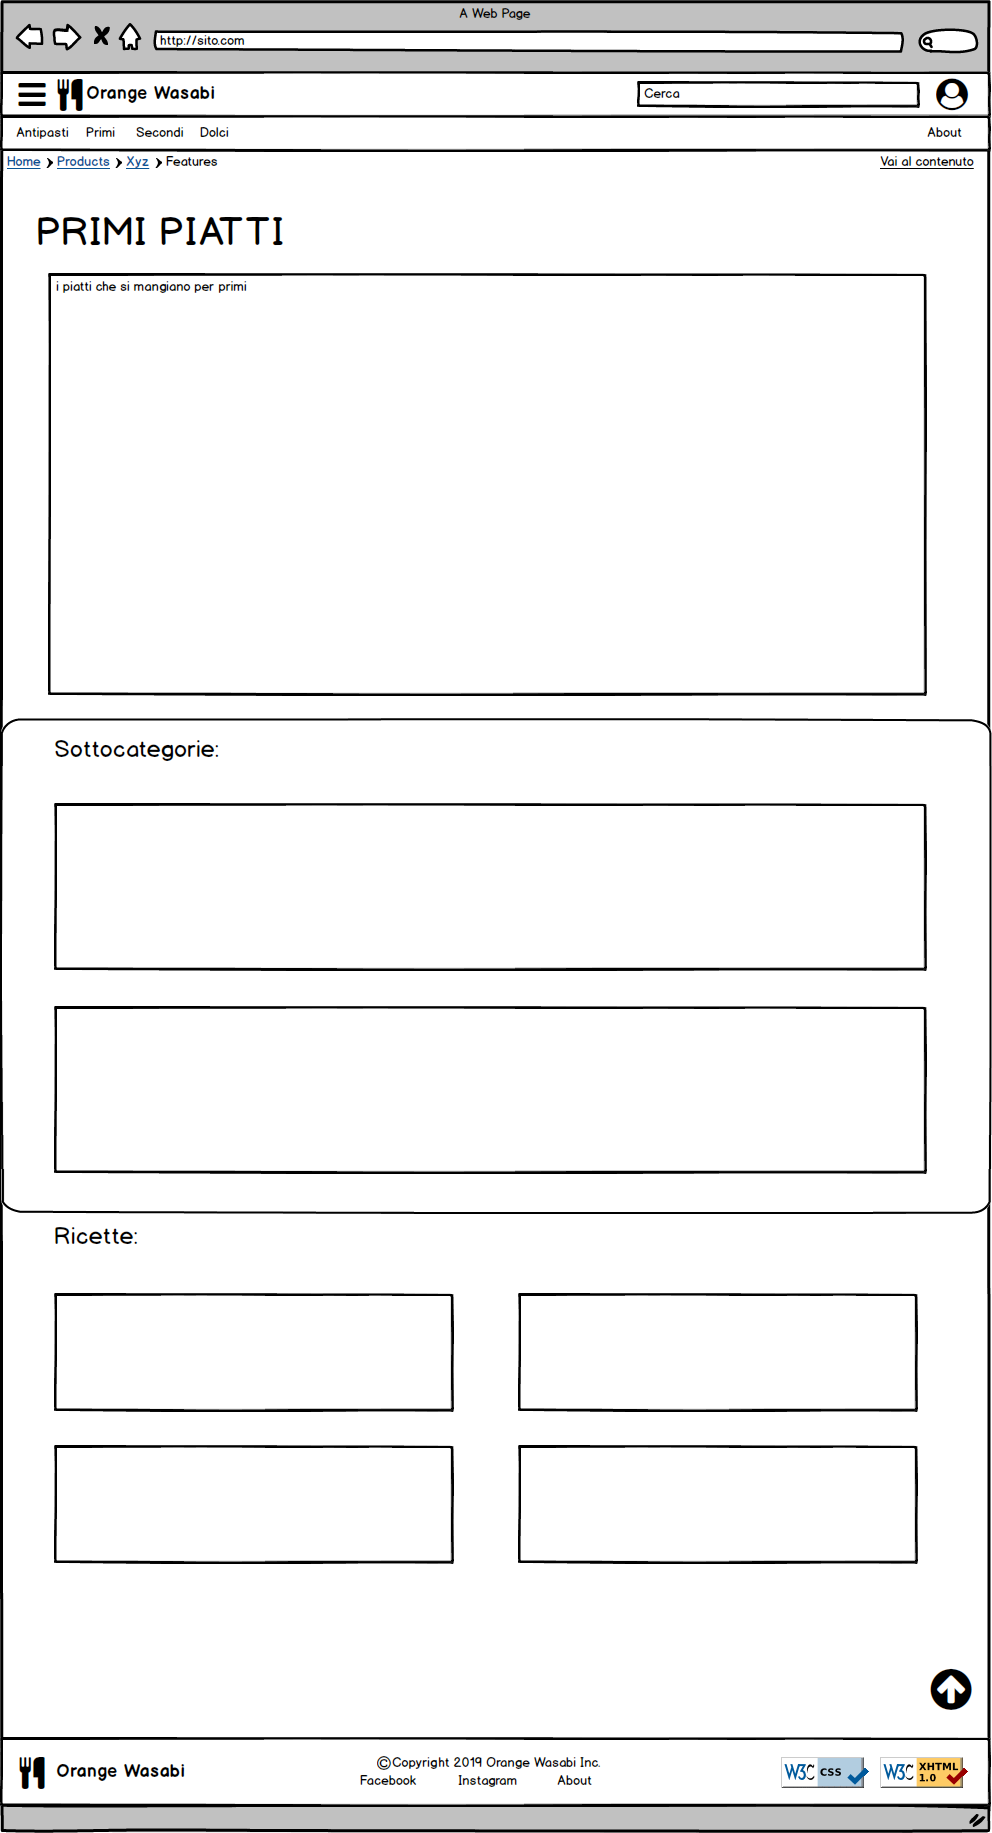 A Web Page
http://sito.com
Orange Wasabi
Cerca
Antipasti Primi Secondi Dolci About
Home Products Xyz Features Vai al contenuto
PRIMI PIATTI
i piatti che si mangiano per primi
Sottocategorie:
Ricette:
Orange Wasabi
©Copyright 2019 Orange Wasabi Inc.
Facebook Instagram About
W3C CSS
W3C XHTML 1.0